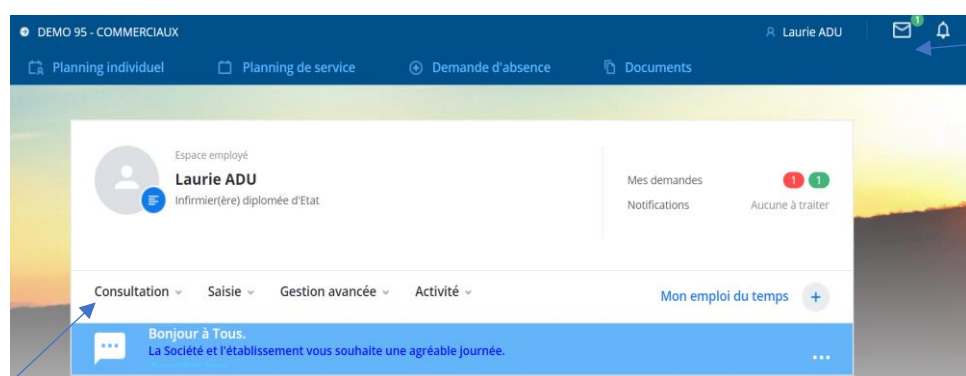 DEMO 95 - COMMERCIAUX
Laurie ADU
1
Planning individuel
Planning de service
Demande d'absence
Documents
Espace employé
Laurie ADU
Infirmier(ère) diplomée d'Etat
Mes demandes
1 1
Notifications
Aucune à traiter
Consultation
Saisie
Gestion avancée
Activité
Mon emploi du temps
+
Bonjour à Tous.
La Société et l'établissement vous souhaite une agréable journée.
...